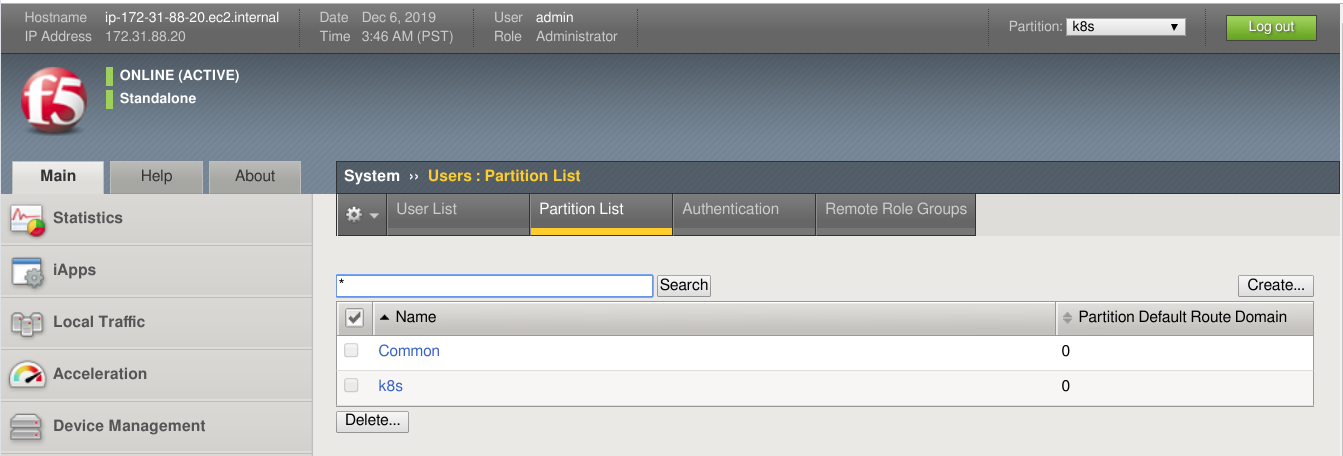 Hostname ip-172-31-88-20.ec2.internal Date Dec 6, 2019 User admin Partition: k8s Log out
IP Address 172.31.88.20 Time 3:46 AM (PST) Role Administrator
f5
ONLINE (ACTIVE)
Standalone
Main Help About
System ›› Users : Partition List
User List Partition List Authentication Remote Role Groups
Statistics
iApps
Local Traffic
Acceleration
Device Management
* Search Create...
Name Partition Default Route Domain
Common 0
k8s 0
Delete...